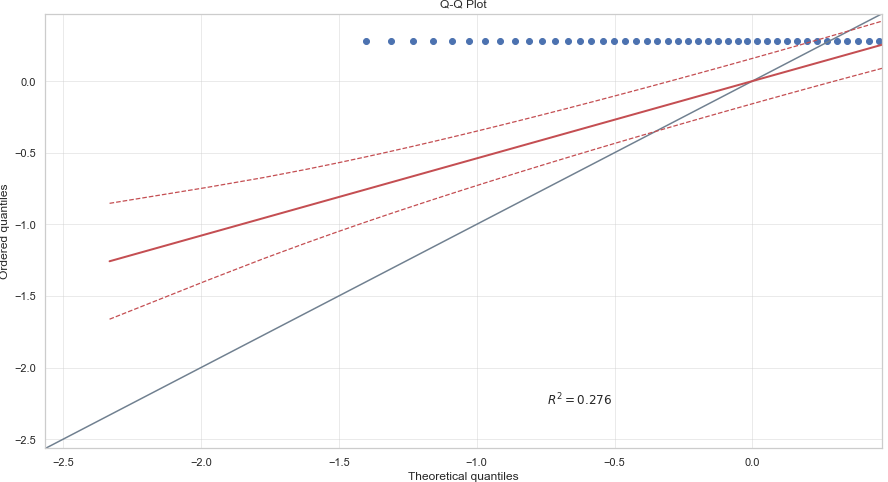 Q-Q Plot
Ordered quantiles
0.0
−0.5
−1.0
−1.5
−2.0
−2.5
R² = 0.276
−2.5 −2.0 −1.5 −1.0 −0.5 0.0
Theoretical quantiles